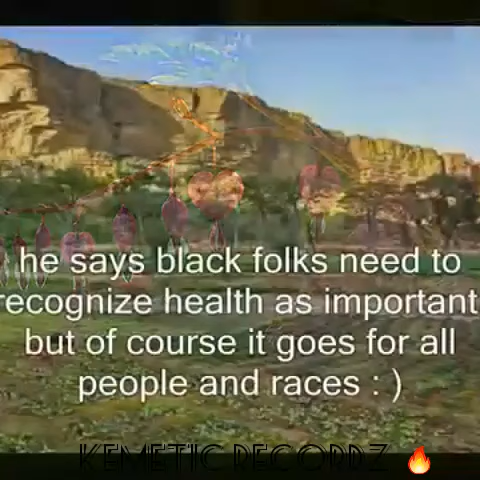 he says black folks need to
recognize health as important
but of course it goes for all
people and races : )
KEMETIC RECORDZ 🔥